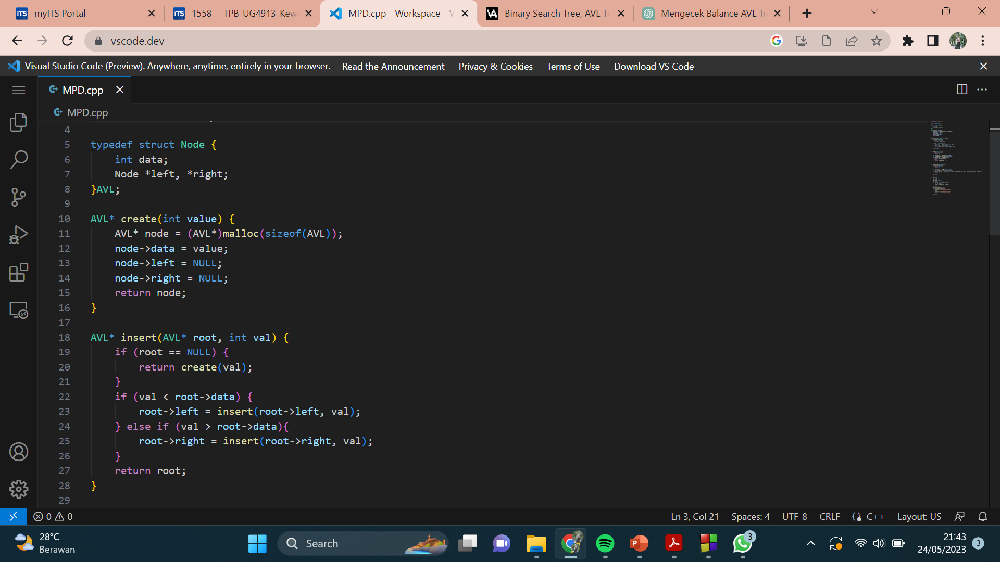 myITS Portal
1558___TPB_UG4913_Kewa
MPD.cpp - Workspace - V
Binary Search Tree, AVL Tr
Mengecek Balance AVL Tr
vscode.dev
Visual Studio Code (Preview). Anywhere, anytime, entirely in your browser. Read the Announcement Privacy & Cookies Terms of Use Download VS Code
MPD.cpp
MPD.cpp
4
5 typedef struct Node {
6 int data;
7 Node *left, *right;
8 }AVL;
9
10 AVL* create(int value) {
11 AVL* node = (AVL*)malloc(sizeof(AVL));
12 node->data = value;
13 node->left = NULL;
14 node->right = NULL;
15 return node;
16 }
17
18 AVL* insert(AVL* root, int val) {
19 if (root == NULL) {
20 return create(val);
21 }
22 if (val < root->data) {
23 root->left = insert(root->left, val);
24 } else if (val > root->data){
25 root->right = insert(root->right, val);
26 }
27 return root;
28 }
29
0 0 Ln 3, Col 21 Spaces: 4 UTF-8 CRLF C++ Layout: US
28°C
Berawan
Search
3
21:43
24/05/2023
3